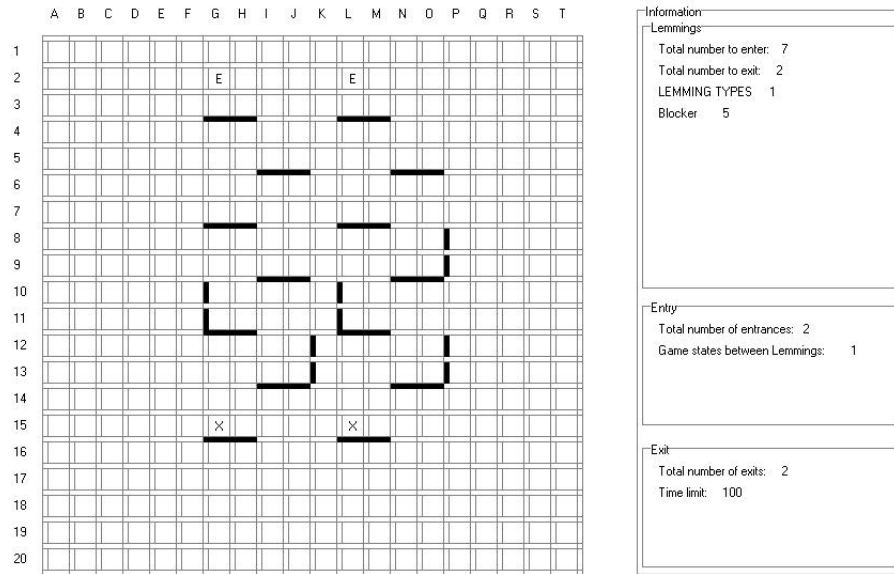 A B C D E F G H I J K L M N O P Q R S T
1
2 E E
3
4
5
6
7
8
9
10
11
12
13
14
15 X X
16
17
18
19
20
Information
Lemmings
Total number to enter: 7
Total number to exit: 2
LEMMING TYPES 1
Blocker 5
Entry
Total number of entrances: 2
Game states between Lemmings: 1
Exit
Total number of exits: 2
Time limit: 100